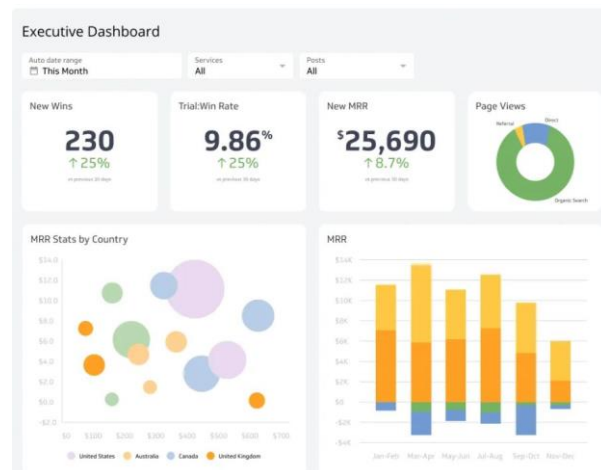 Executive Dashboard
Auto date range
This Month
Services
All
Posts
All
New Wins
230
↑25%
Trial:Win Rate
9.86%
↑25%
New MRR
$25,690
↑8.7%
Page Views
Referral
Direct
Organic Search
MRR Stats by Country
$14.0
$12.0
$10.0
$8.0
$6.0
$4.0
$2.0
$0.0
-$2.0
$0 $100 $200 $300 $400 $500 $600 $700
United States Australia Canada United Kingdom
MRR
$14K
$12K
$10K
$8K
$6K
$4K
$2K
$0
-$2K
-$4K
Jan-Feb Mar-Apr May-Jun Jul-Aug Sep-Oct Nov-Dec